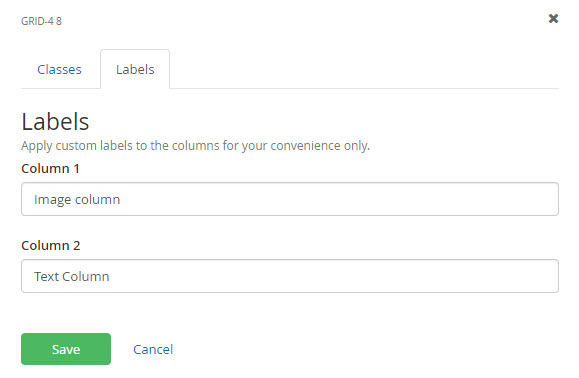 GRID-4 8
Classes
Labels
Labels
Apply custom labels to the columns for your convenience only.
Column 1
Image column
Column 2
Text Column
Save
Cancel